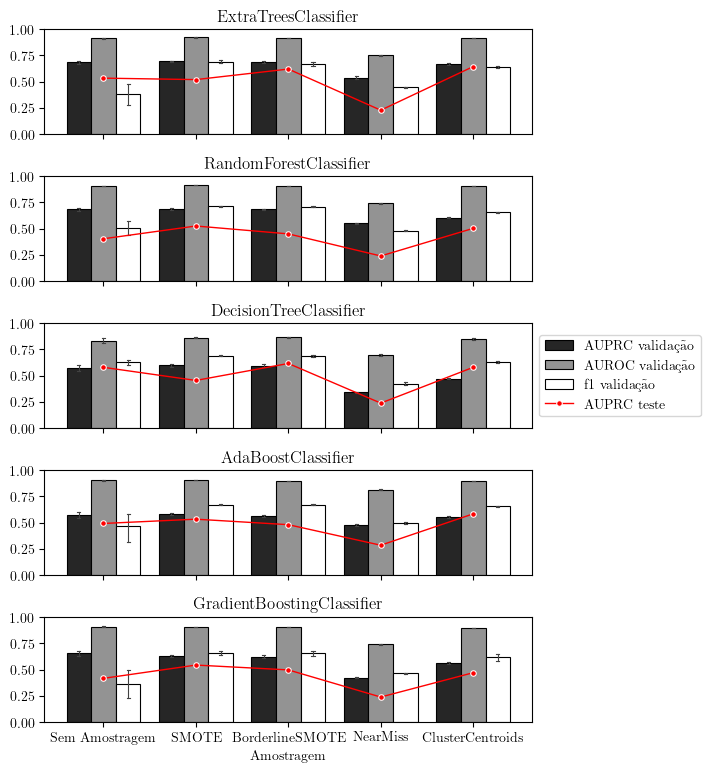 ExtraTreesClassifier
1.00
0.75
0.50
0.25
0.00
RandomForestClassifier
1.00
0.75
0.50
0.25
0.00
DecisionTreeClassifier
1.00
0.75
0.50
0.25
0.00
AUPRC validação
AUROC validação
f1 validação
AUPRC teste
AdaBoostClassifier
1.00
0.75
0.50
0.25
0.00
GradientBoostingClassifier
1.00
0.75
0.50
0.25
0.00
Sem Amostragem SMOTE BorderlineSMOTE NearMiss ClusterCentroids
Amostragem